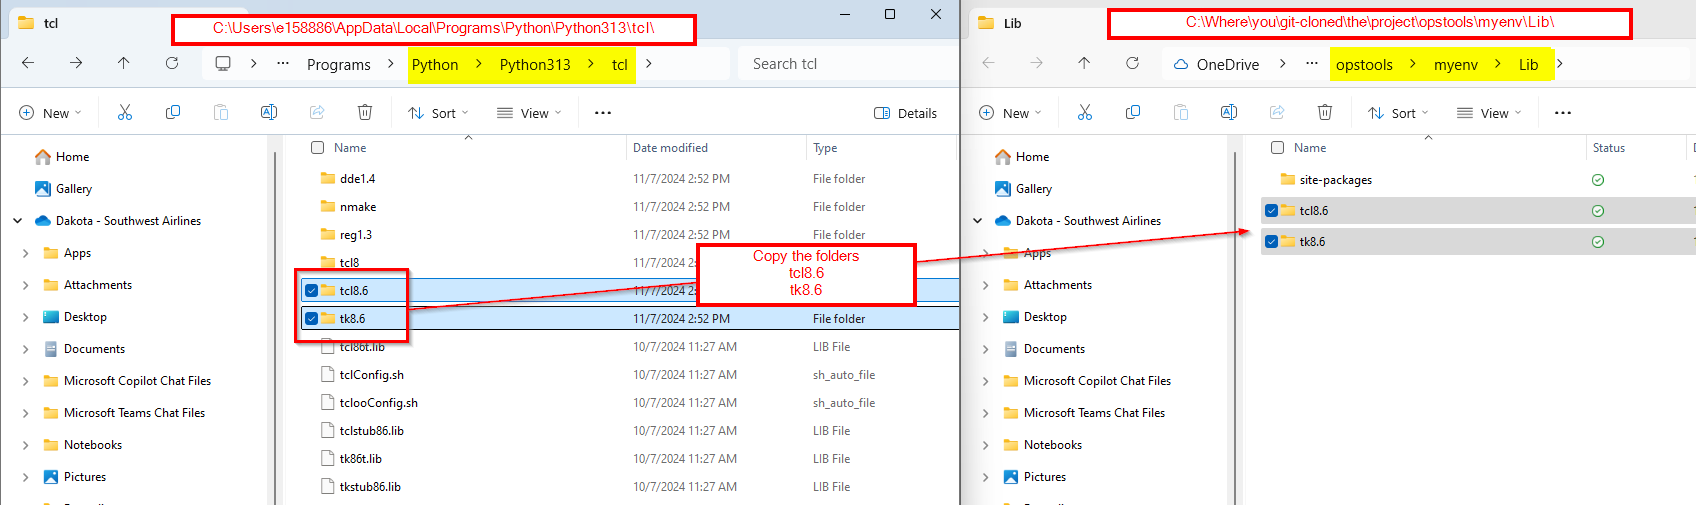 tcl
C:\Users\e158886\AppData\Local\Programs\Python\Python313\tcl\
Programs
Python
Python313
tcl
Search tcl
New
Sort
View
Details
Home
Gallery
Dakota - Southwest Airlines
Apps
Attachments
Desktop
Documents
Microsoft Copilot Chat Files
Microsoft Teams Chat Files
Notebooks
Pictures
Name Date modified Type
dde1.4 11/7/2024 2:52 PM File folder
nmake 11/7/2024 2:52 PM File folder
reg1.3 11/7/2024 2:52 PM File folder
tcl8 11/7/2024 2:
tcl8.6 11/7/2024 2:
tk8.6 11/7/2024 2:52 PM File folder
tcl86t.lib 10/7/2024 11:27 AM LIB File
tclConfig.sh 10/7/2024 11:27 AM sh_auto_file
tclooConfig.sh 10/7/2024 11:27 AM sh_auto_file
tclstub86.lib 10/7/2024 11:27 AM LIB File
tk86t.lib 10/7/2024 11:27 AM LIB File
tkstub86.lib 10/7/2024 11:27 AM LIB File
Copy the folders
tcl8.6
tk8.6
Lib
C:\Where\you\git-cloned\the\project\opstools\myenv\Lib\
OneDrive
opstools
myenv
Lib
New
Sort
View
Home
Gallery
Dakota - Southwest Airlines
Apps
Attachments
Desktop
Documents
Microsoft Copilot Chat Files
Microsoft Teams Chat Files
Notebooks
Pictures
Name Status
site-packages
tcl8.6
tk8.6